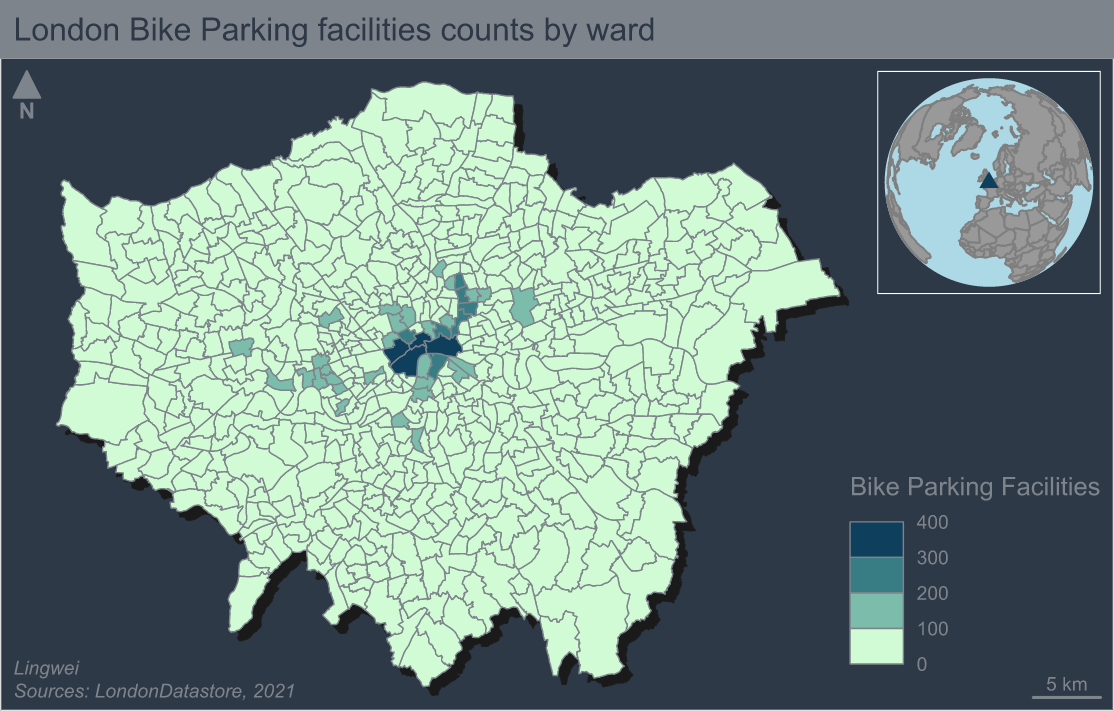 London Bike Parking facilities counts by ward
N
Bike Parking Facilities
400
300
200
100
0
Lingwei
Sources: LondonDatastore, 2021
5 km